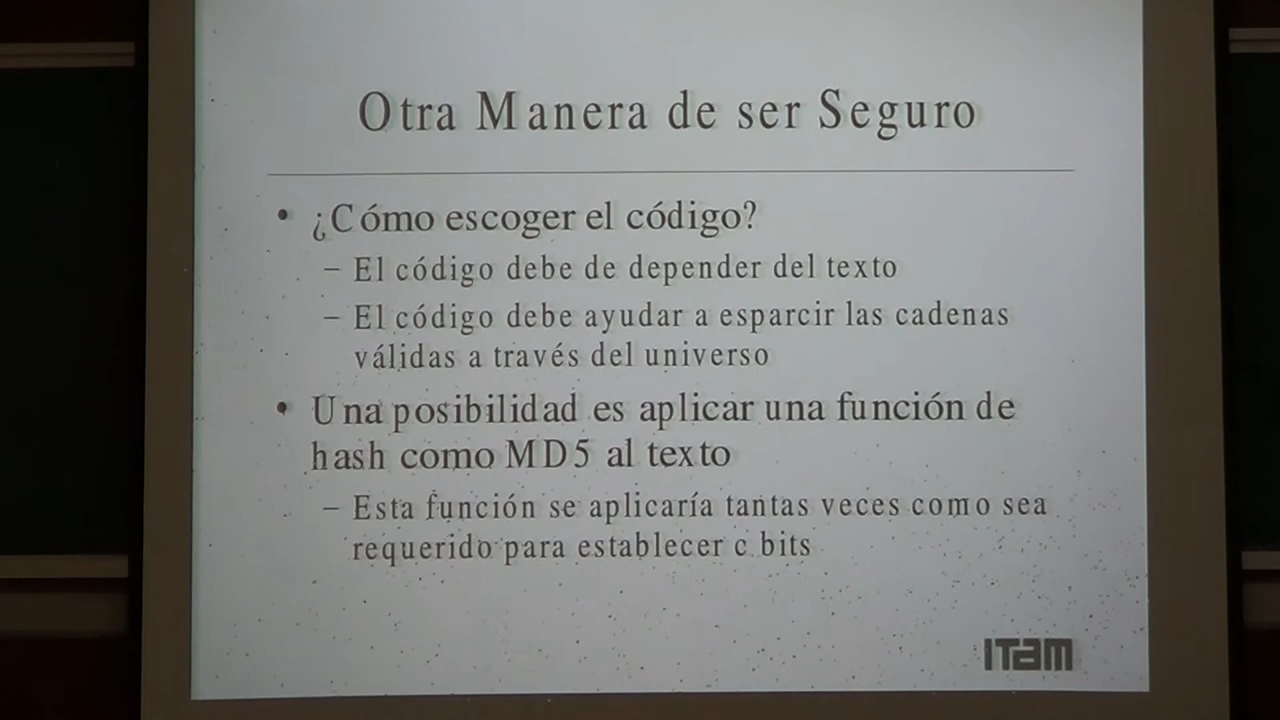 Otra Manera de ser Seguro
• ¿Cómo escoger el código?
– El código debe de depender del texto
– El código debe ayudar a esparcir las cadenas
válidas a través del universo
• Una posibilidad es aplicar una función de
hash como MD5 al texto
– Esta función se aplicaría tantas veces como sea
requerido para establecer c bits
ITAM